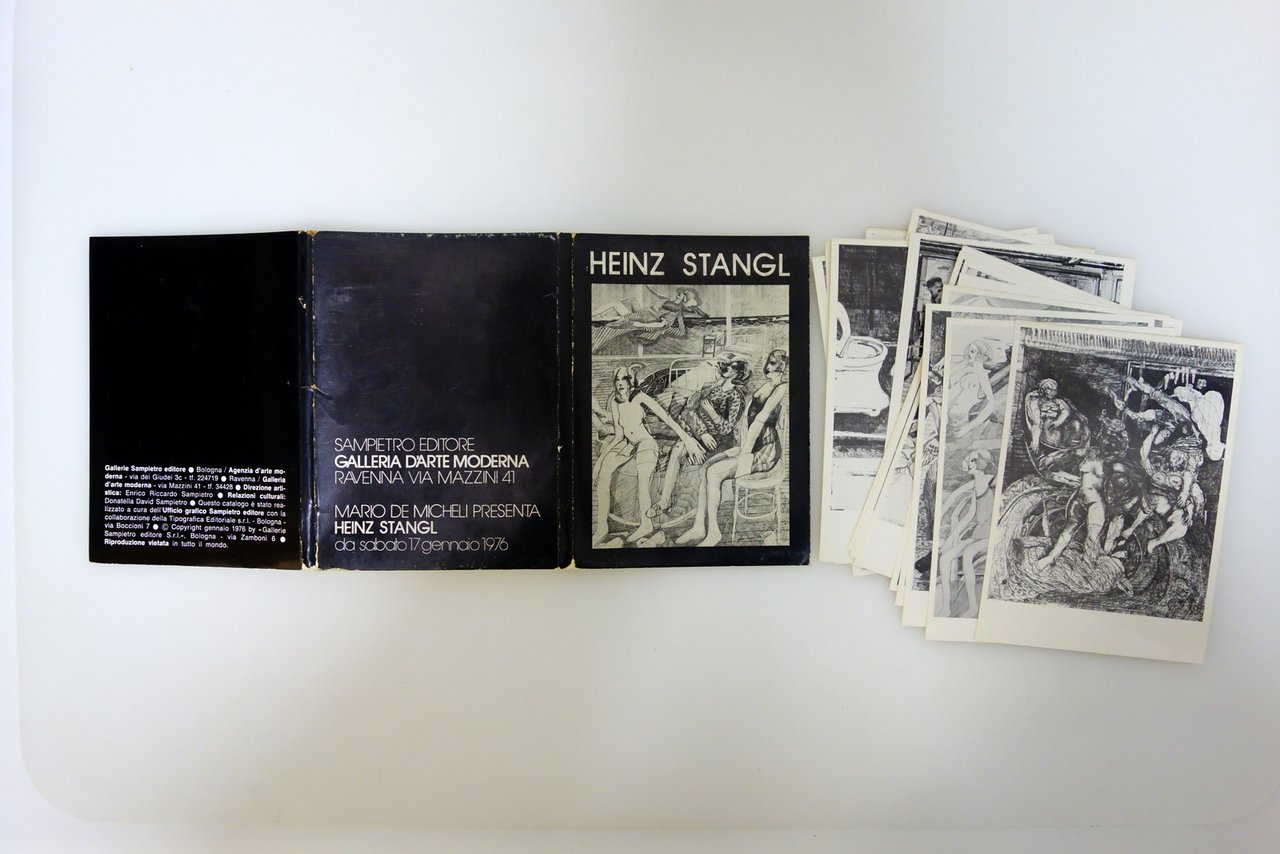 Gallerie Sampietro editore ● Bologna / Agenzia d'arte mo-
derna - via dei Giudei 3c - tf. 224719 ● Ravenna / Galleria
d'arte moderna - via Mazzini 41 - tf. 34428 ● Direzione arti-
stica: Enrico Riccardo Sampietro ● Relazioni culturali:
Donatella David Sampietro ● Questo catalogo è stato rea-
lizzato a cura dell'Ufficio grafico Sampietro editore con la
collaborazione della Tipografica Editoriale s.r.l. - Bologna -
via Boccioni 7 ● © Copyright gennaio 1976 by «Gallerie
Sampietro editore S.r.l.», Bologna - via Zamboni 6 ●
Riproduzione vietata in tutto il mondo.
SAMPIETRO EDITORE
GALLERIA D'ARTE MODERNA
RAVENNA VIA MAZZINI 41
MARIO DE MICHELI PRESENTA
HEINZ STANGL
da sabato 17 gennaio 1976
HEINZ STANGL